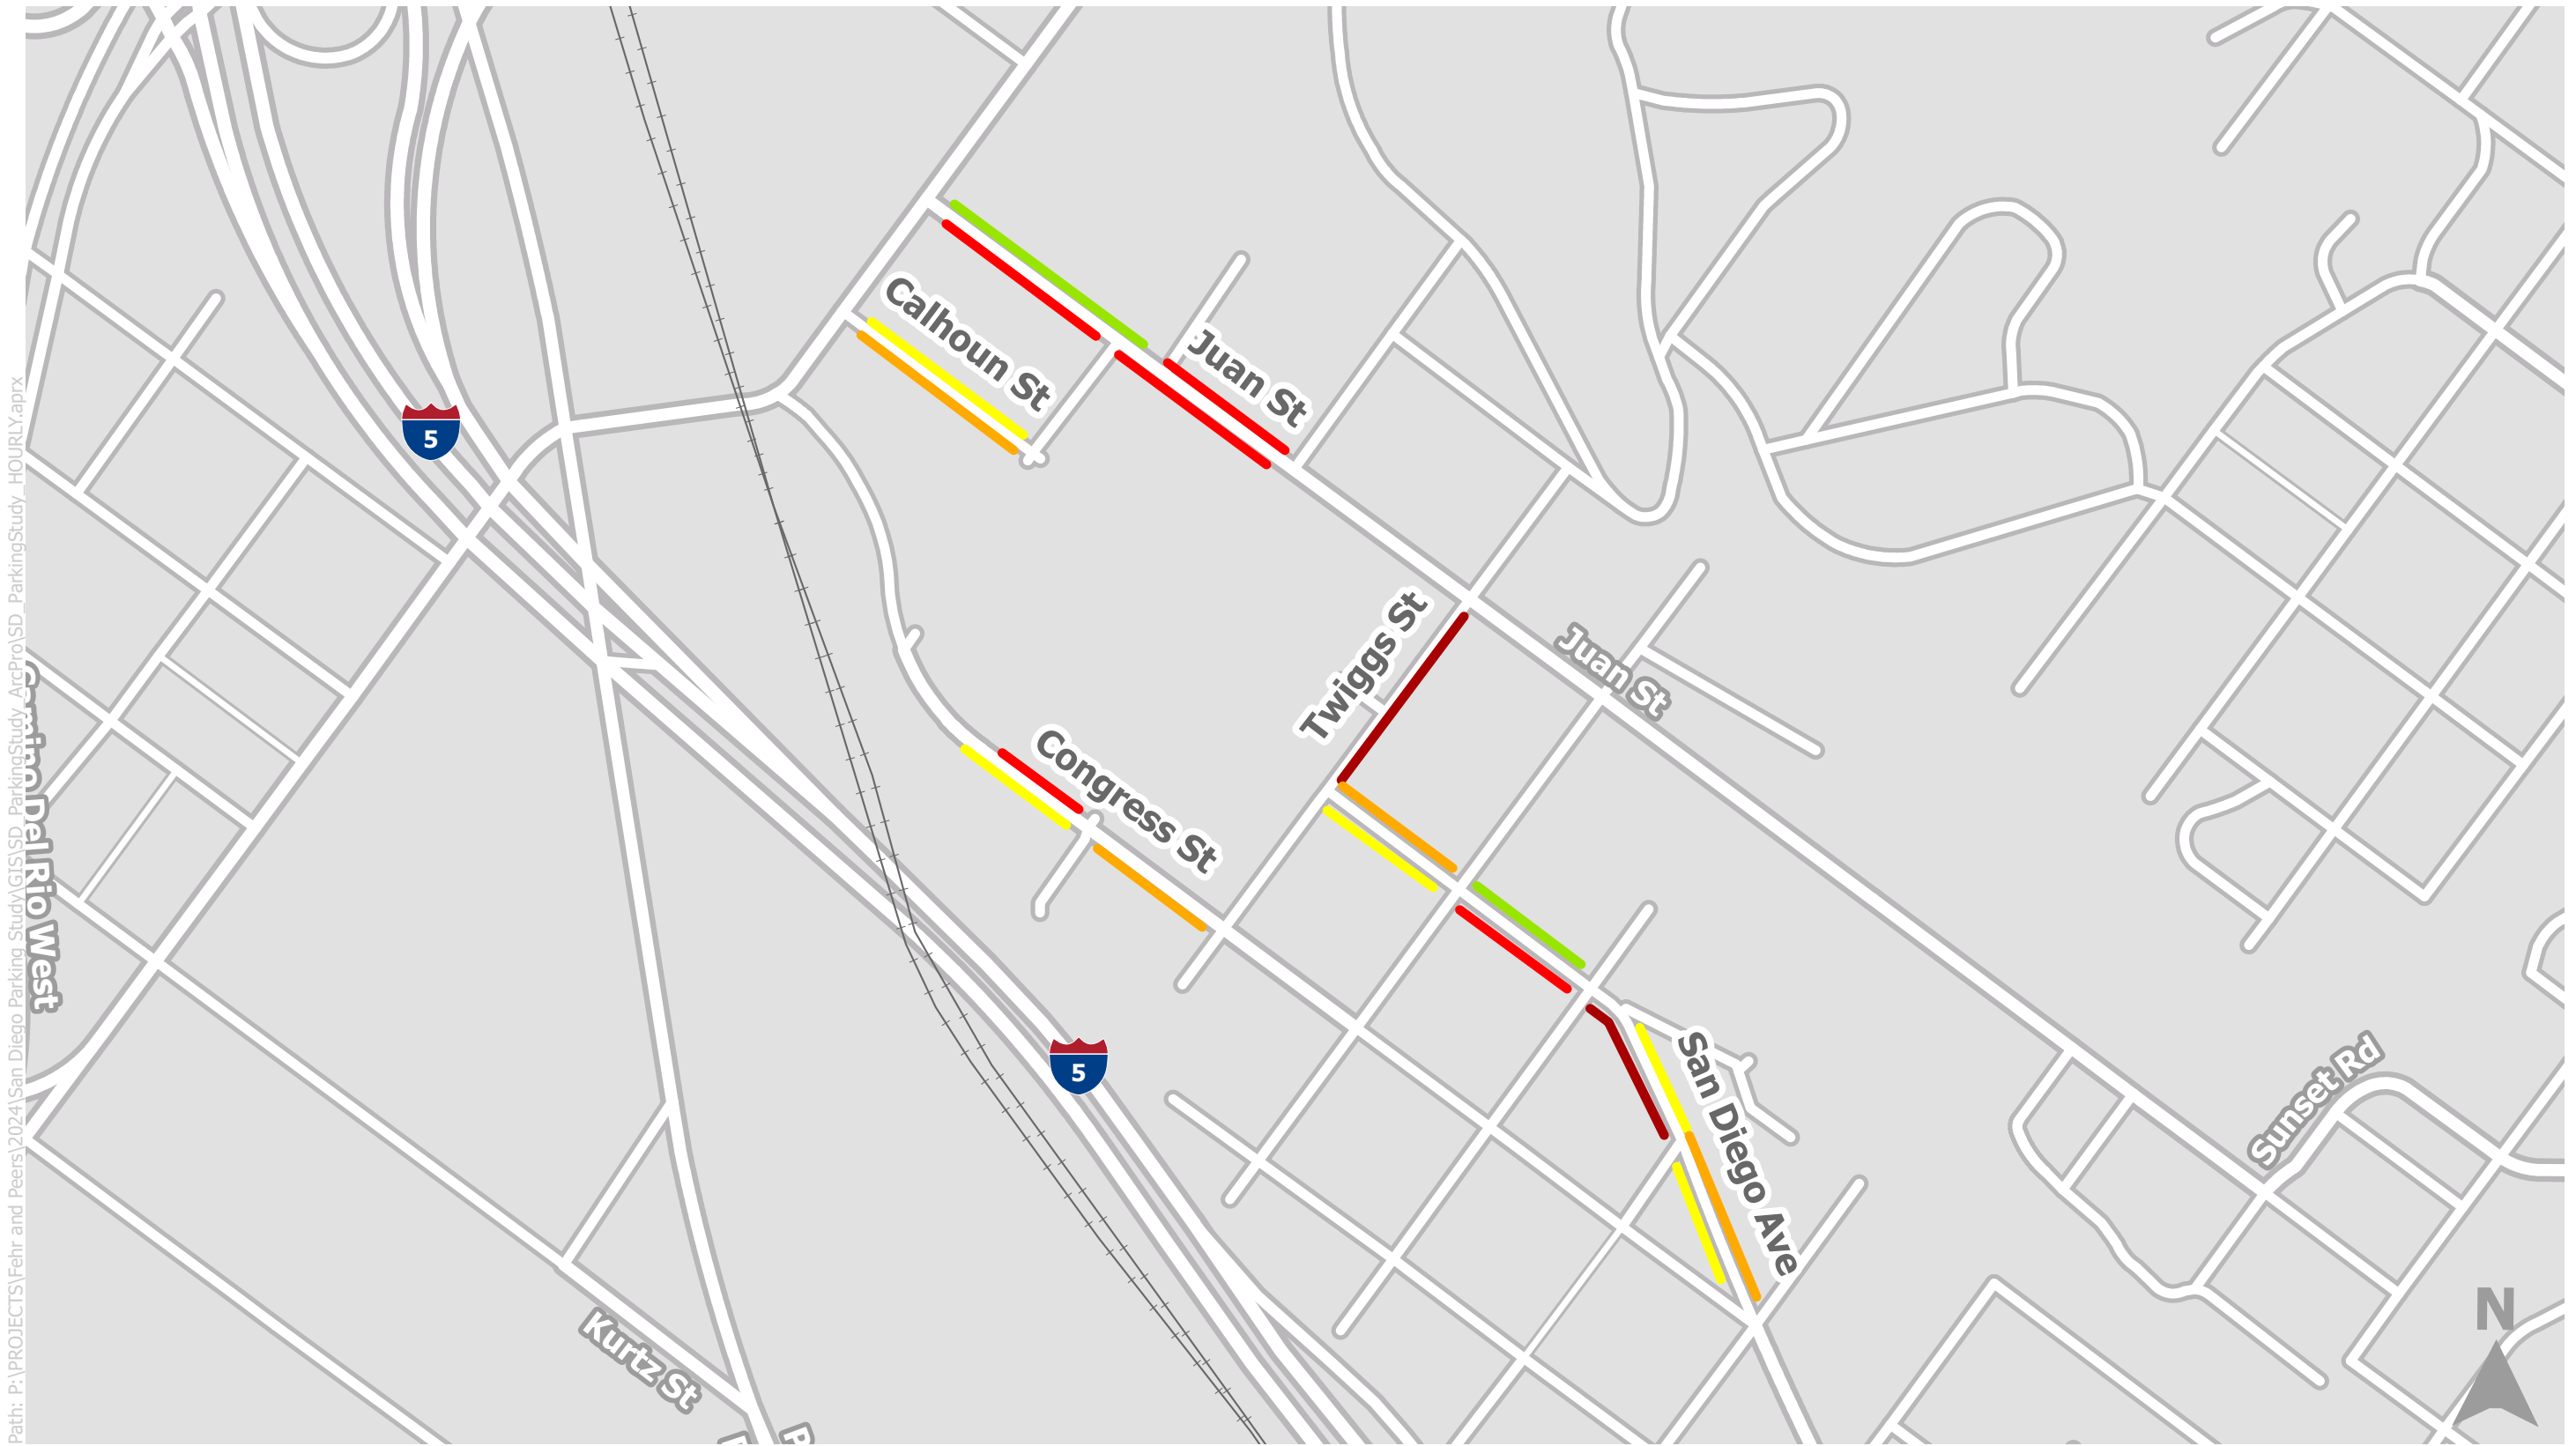 Calhoun St
Juan St
5
Twiggs St
Juan St
Congress St
Del Rio West
5
San Diego Ave
Sunset Rd
N
Kurtz St
Path: P:\PROJECTS\Fehr and Peers\2024\San Diego Parking Study\GIS\SD_ParkingStudy_ArcPro\SD_ParkingStudy_HOURLY.aprx